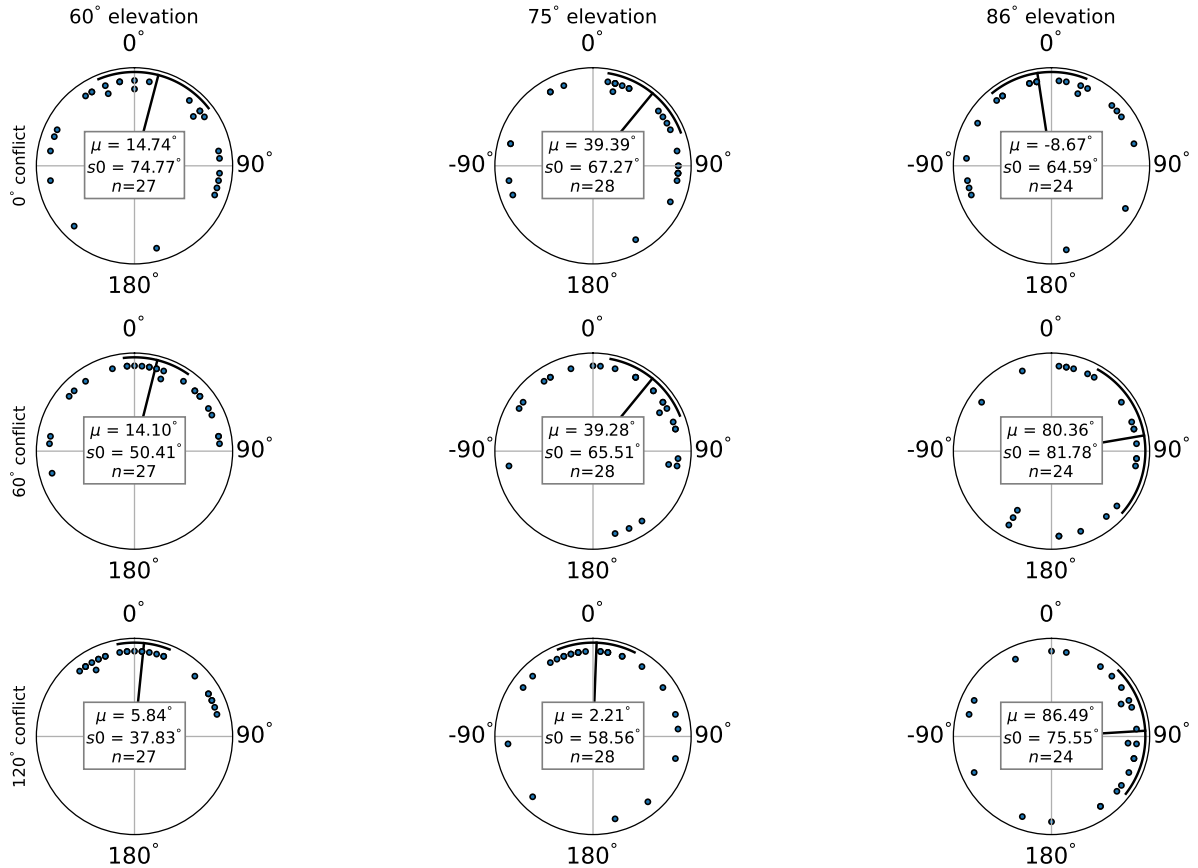 60° elevation
75° elevation
86° elevation
0°
0°
0°
0° conflict
μ = 14.74°
s0 = 74.77°
n=27
90°
-90°
μ = 39.39°
s0 = 67.27°
n=28
90°
-90°
μ = -8.67°
s0 = 64.59°
n=24
90°
180°
180°
180°
0°
0°
0°
60° conflict
μ = 14.10°
s0 = 50.41°
n=27
90°
-90°
μ = 39.28°
s0 = 65.51°
n=28
90°
-90°
μ = 80.36°
s0 = 81.78°
n=24
90°
180°
180°
180°
0°
0°
0°
120° conflict
μ = 5.84°
s0 = 37.83°
n=27
90°
-90°
μ = 2.21°
s0 = 58.56°
n=28
90°
-90°
μ = 86.49°
s0 = 75.55°
n=24
90°
180°
180°
180°